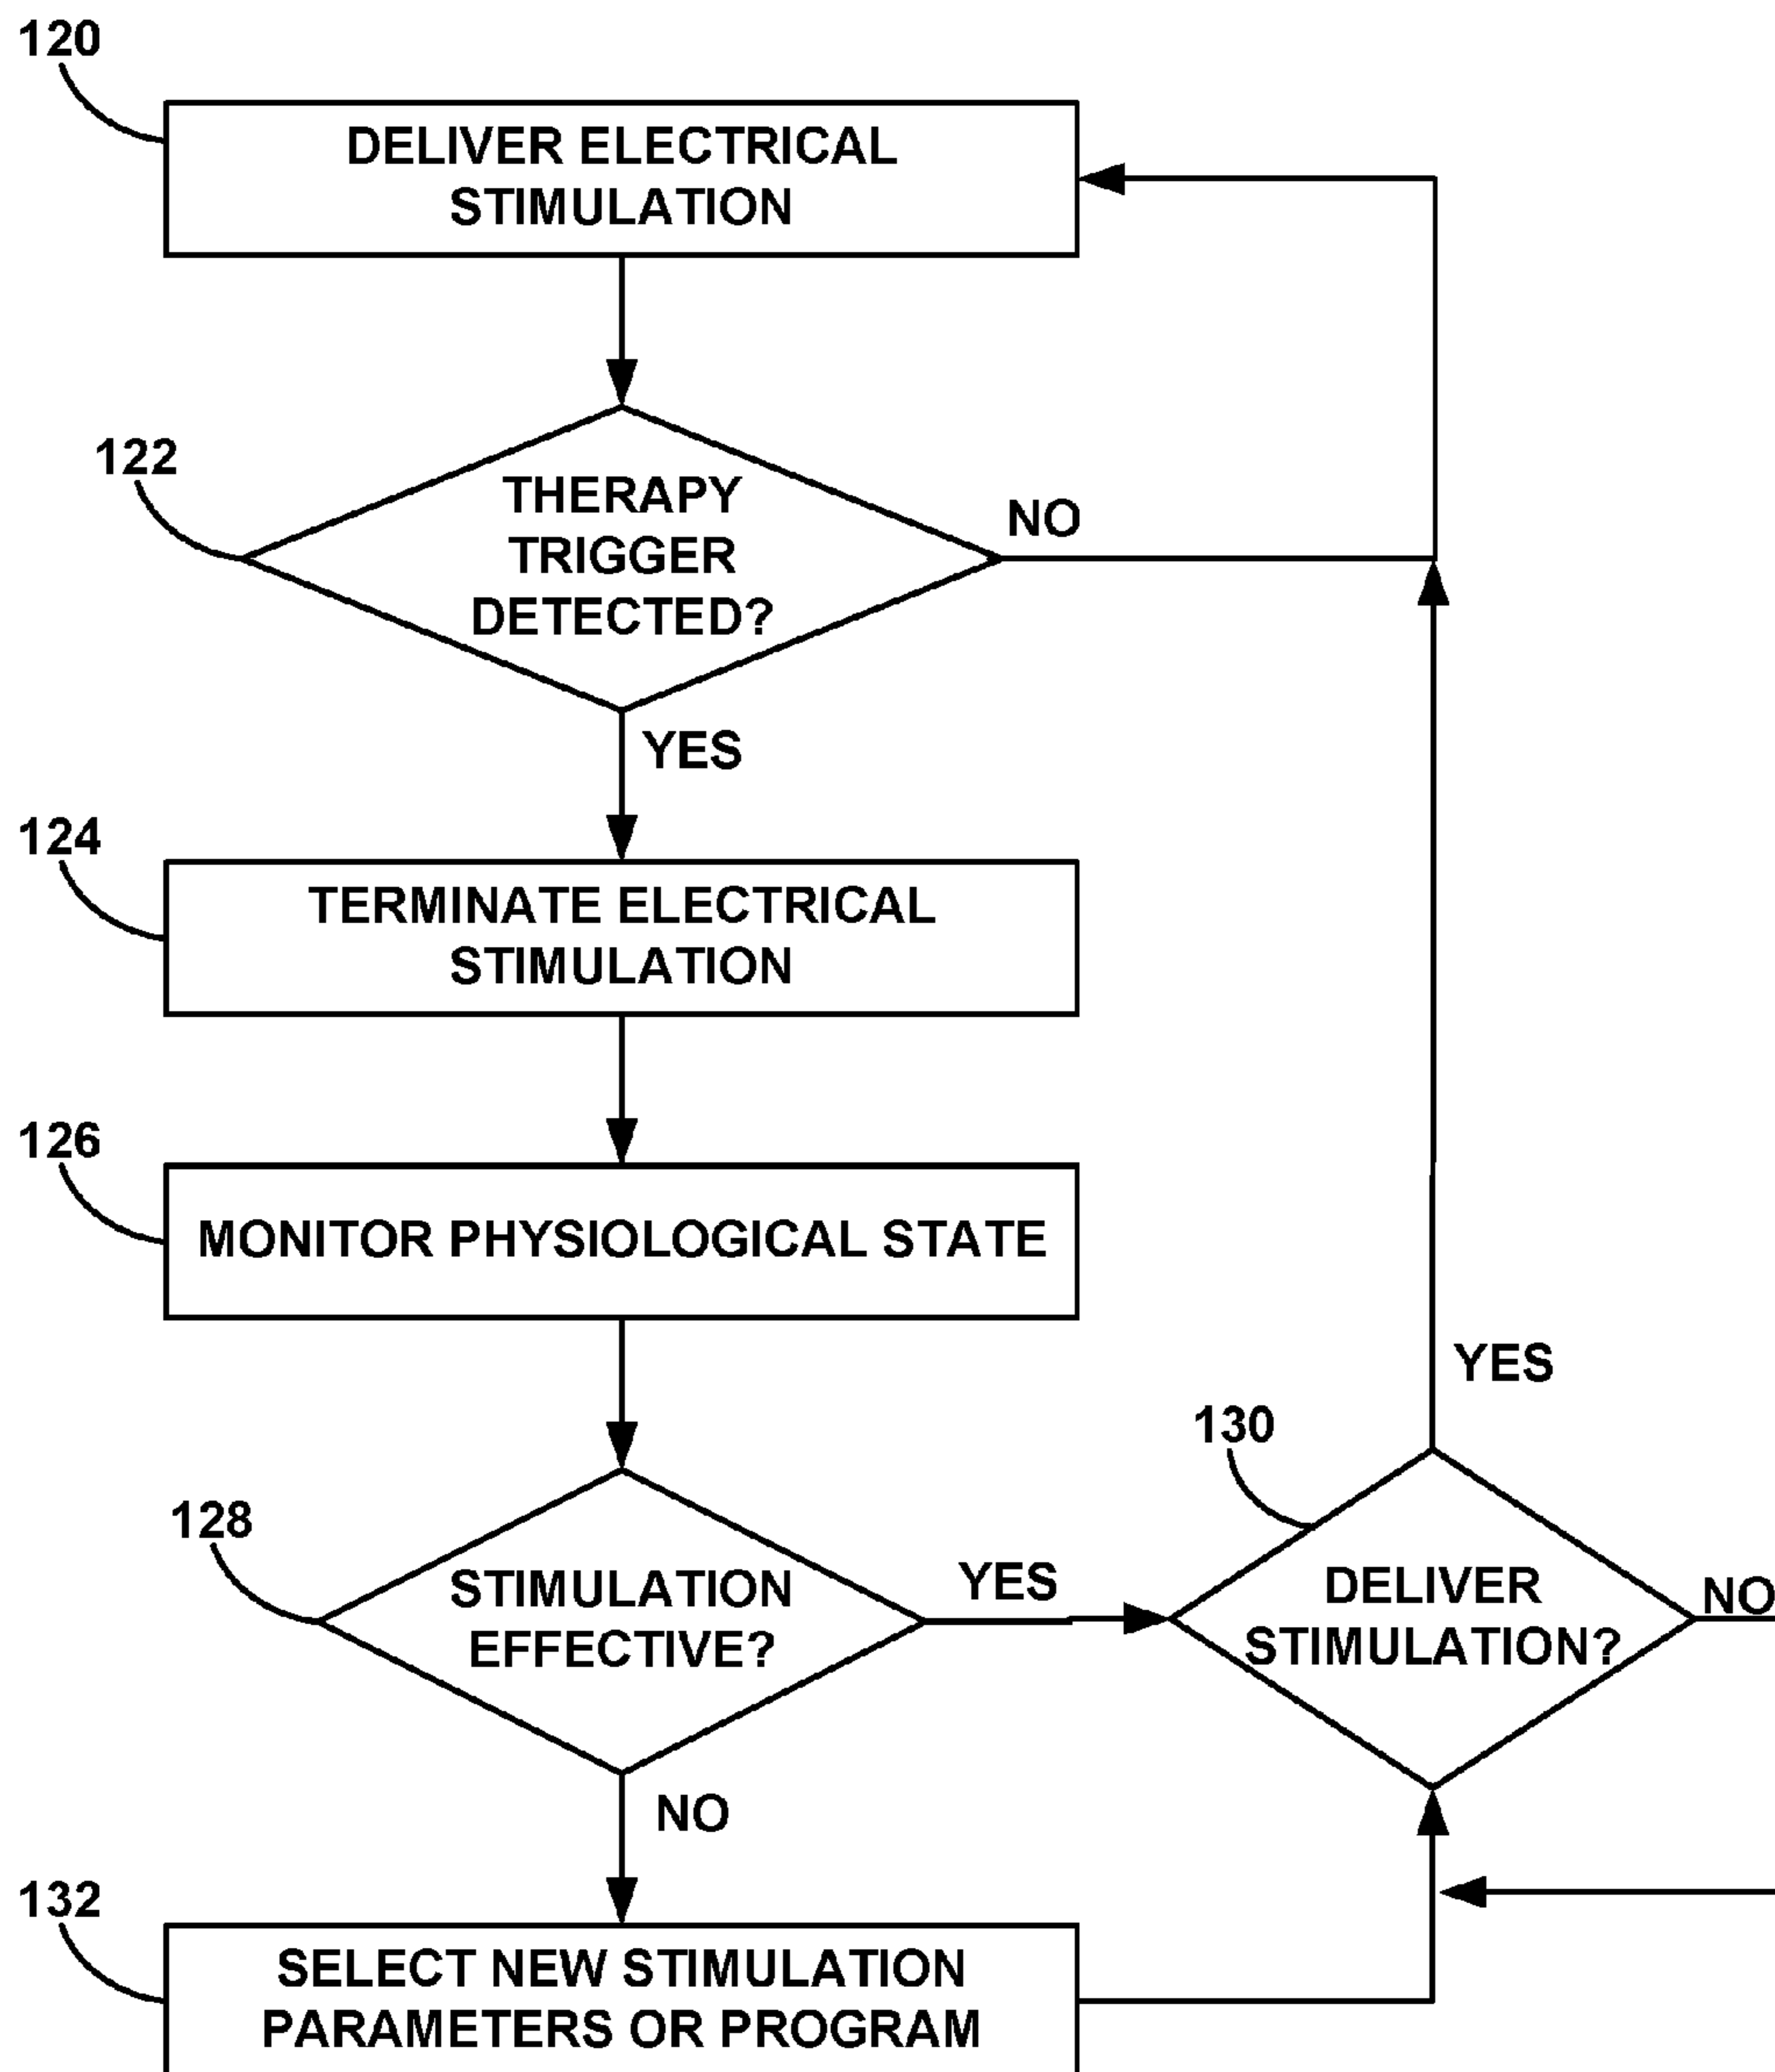 120
DELIVER ELECTRICAL
STIMULATION
122
THERAPY
TRIGGER
DETECTED?
NO
YES
124
TERMINATE ELECTRICAL
STIMULATION
126
MONITOR PHYSIOLOGICAL STATE
YES
130
128
STIMULATION
EFFECTIVE?
YES
DELIVER
STIMULATION?
NO
NO
132
SELECT NEW STIMULATION
PARAMETERS OR PROGRAM